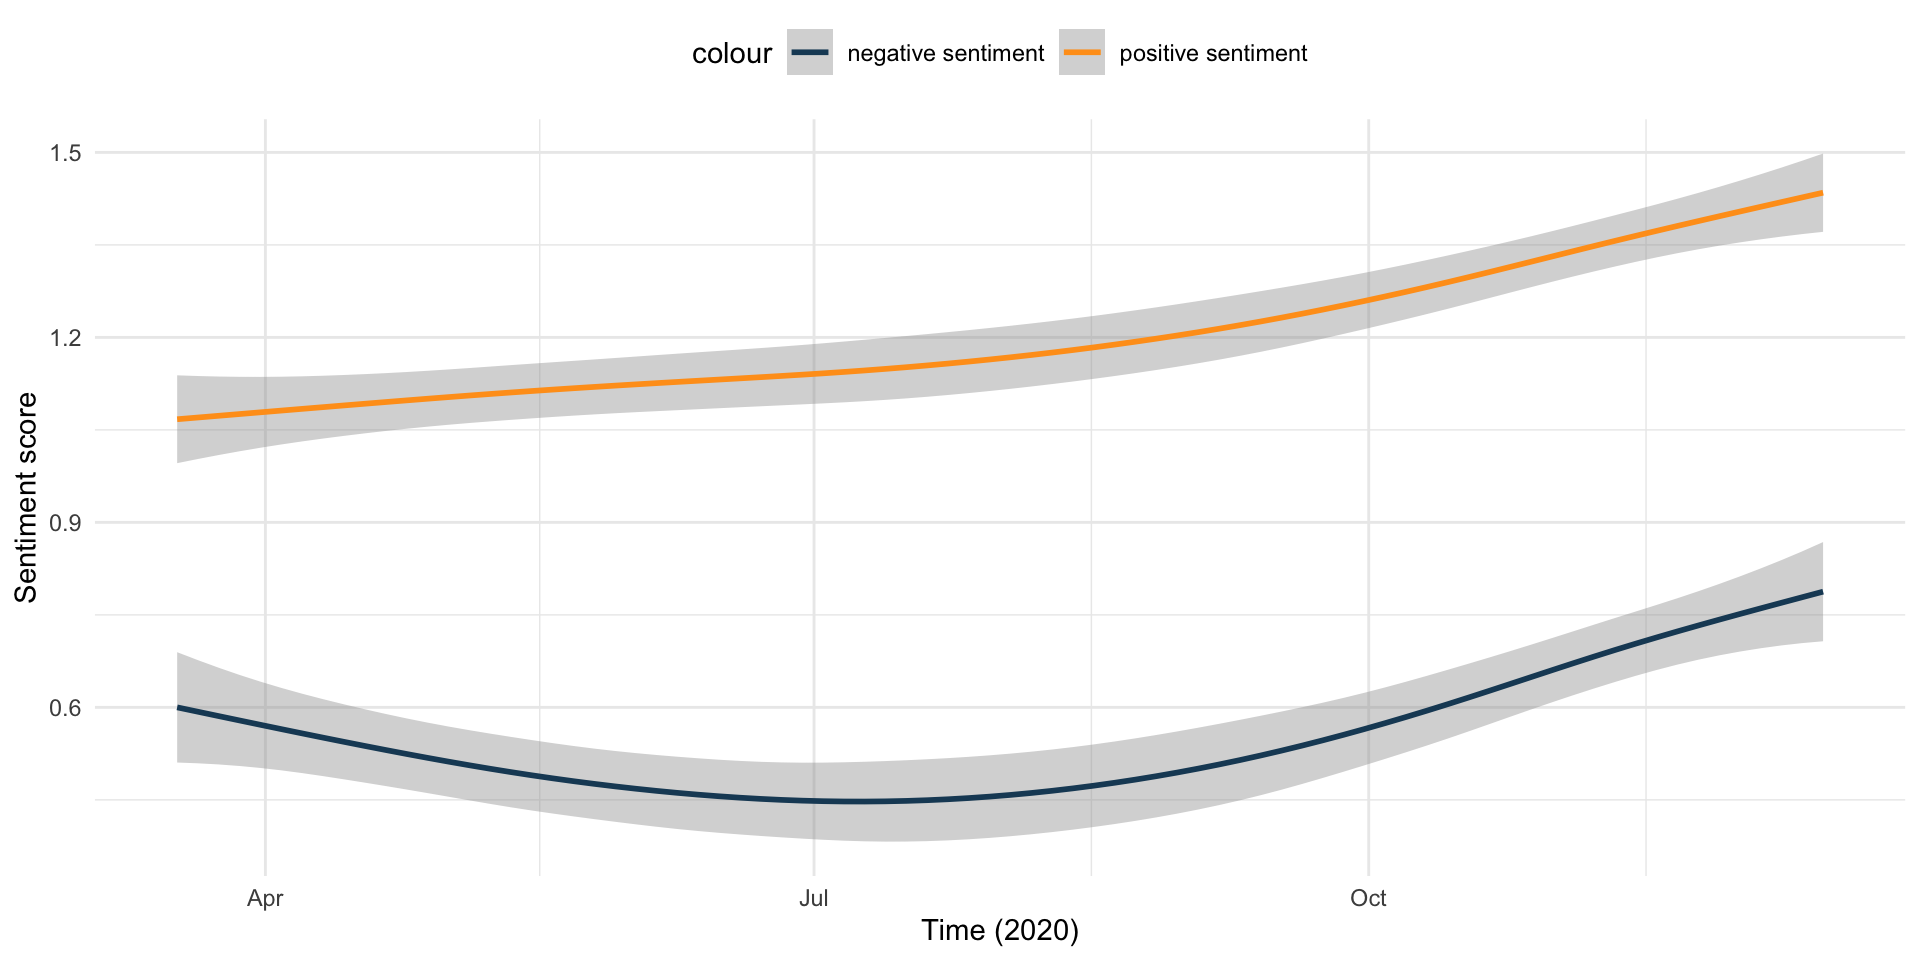 colour negative sentiment positive sentiment
1.5
1.2
0.9
0.6
Sentiment score
Apr Jul Oct
Time (2020)